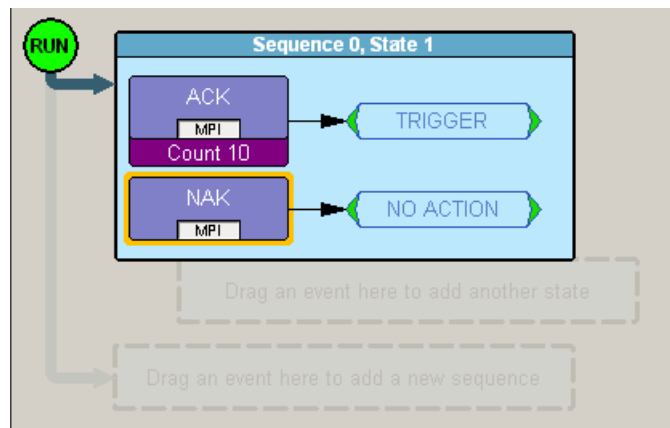 RUN
Sequence 0, State 1
ACK
MPI
TRIGGER
Count 10
NAK
MPI
NO ACTION
Drag an event here to add another state
Drag an event here to add a new sequence